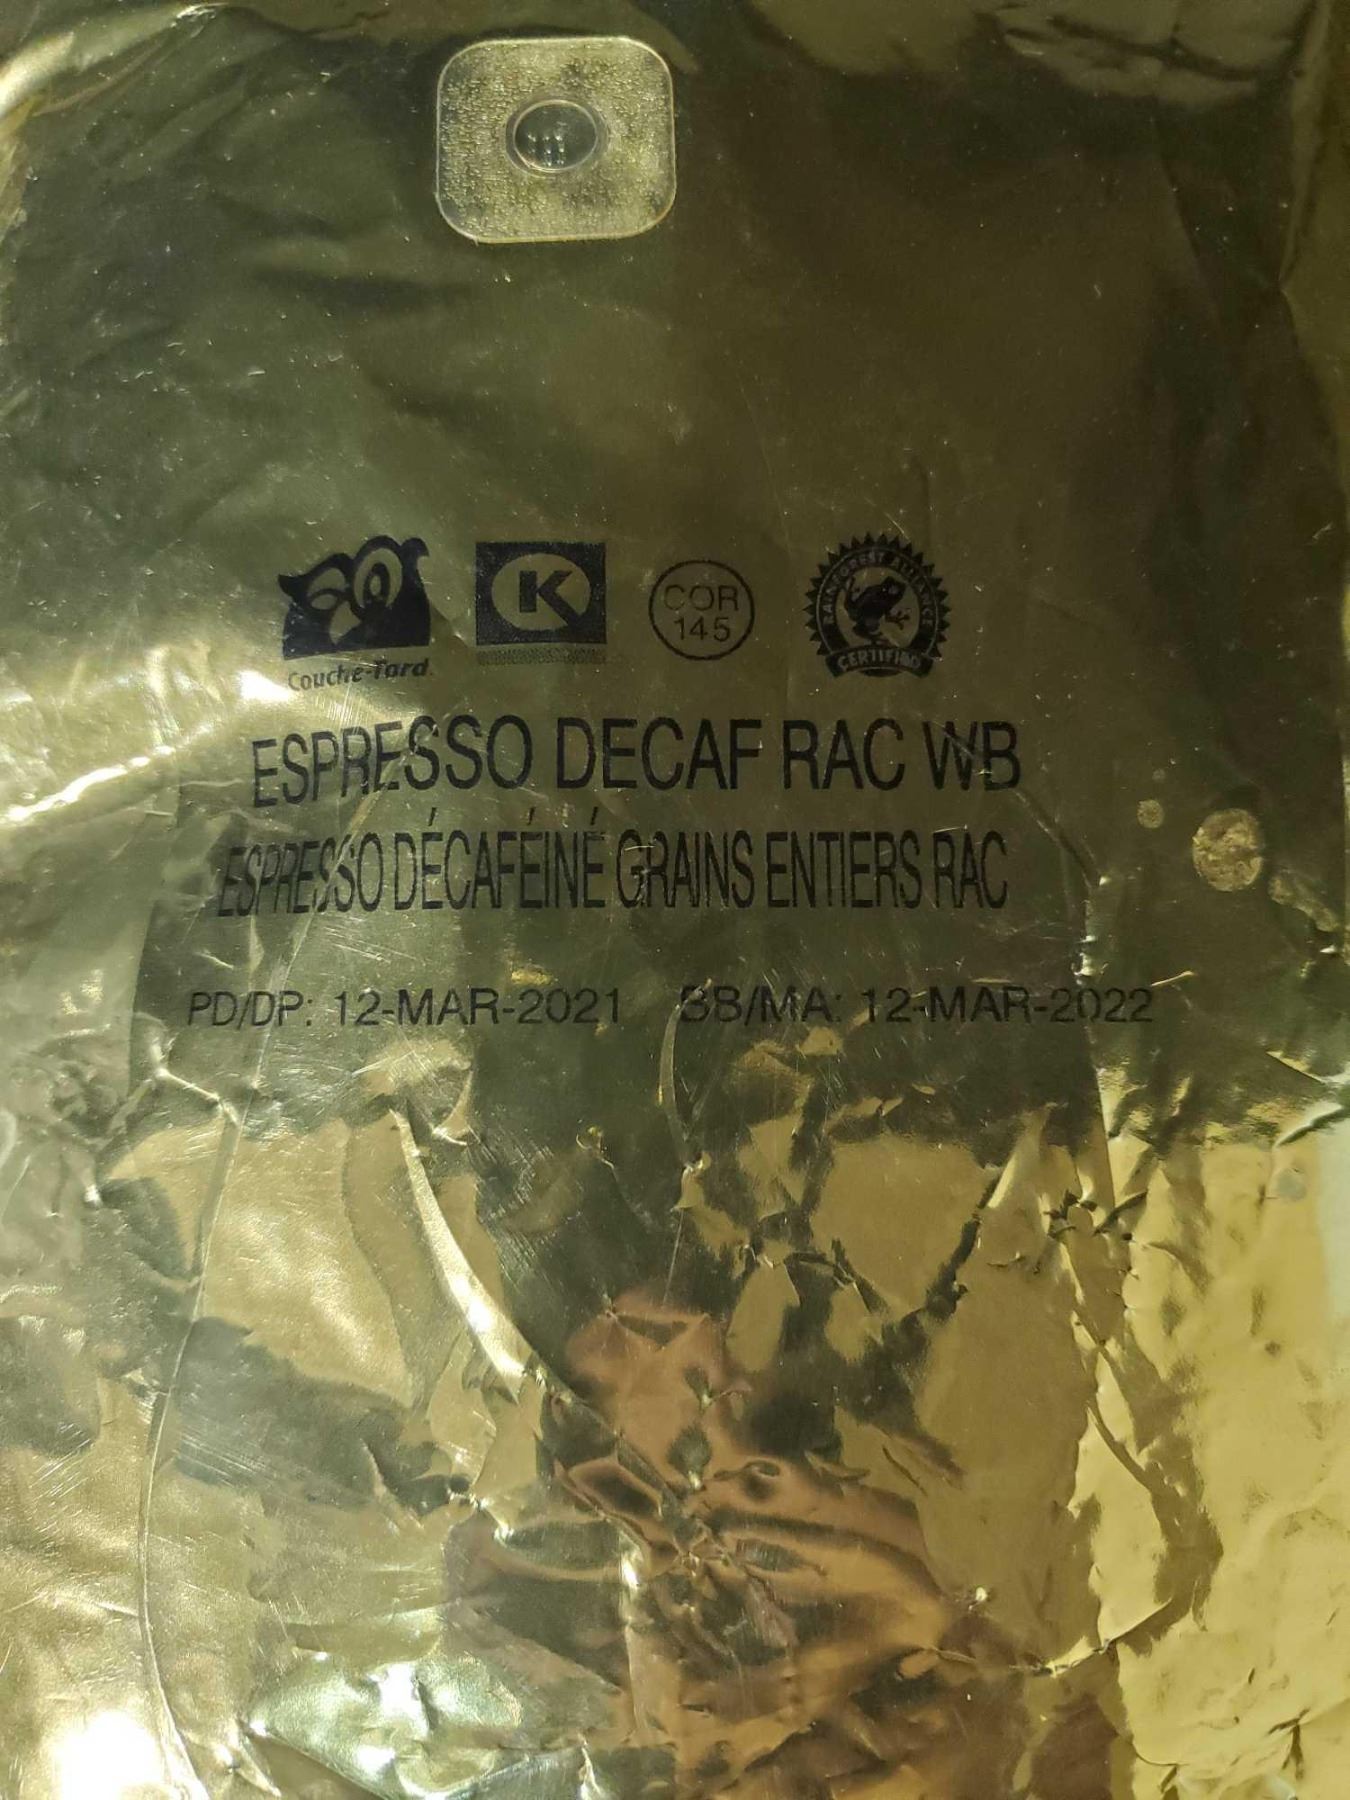 Couche-Tard
K
COR
145
RAINFOREST ALLIANCE
CERTIFIED
ESPRESSO DECAF RAC WB
ESPRESSO DÉCAFÉINÉ GRAINS ENTIERS RAC
PD/DP: 12-MAR-2021 BB/MA: 12-MAR-2022